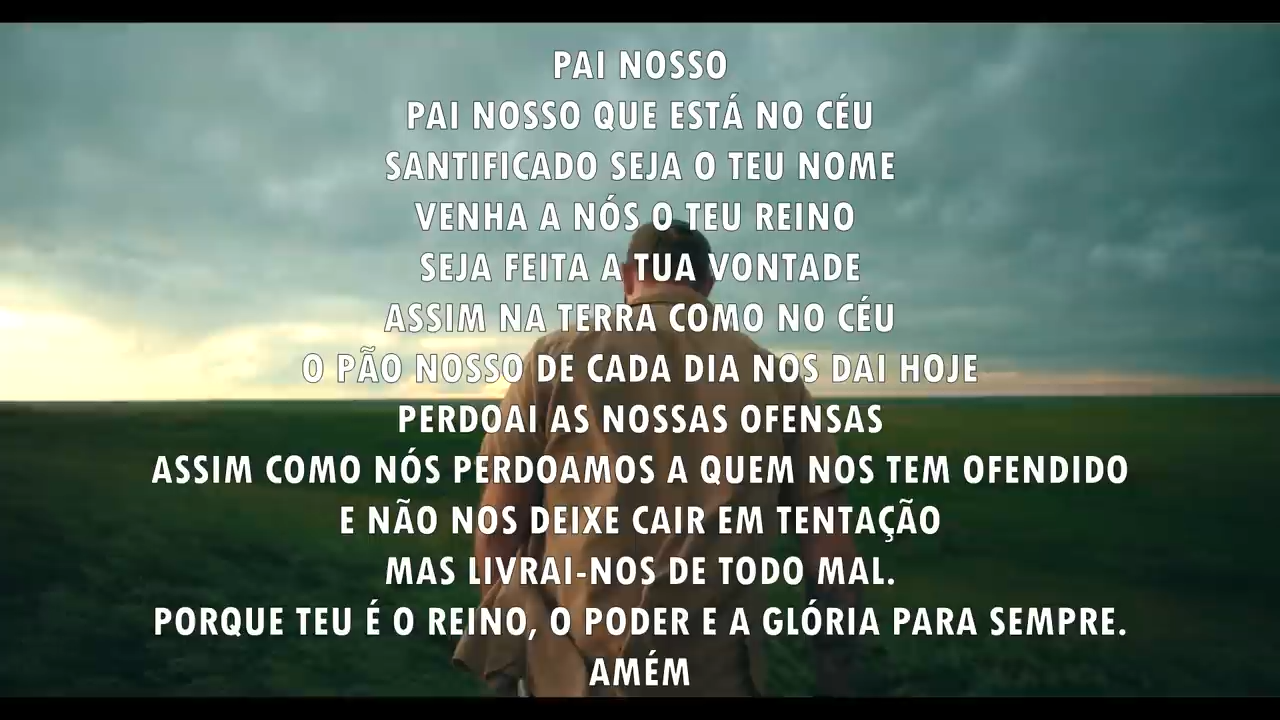 PAI NOSSO
PAI NOSSO QUE ESTÁ NO CÉU
SANTIFICADO SEJA O TEU NOME
VENHA A NÓS O TEU REINO
SEJA FEITA A TUA VONTADE
ASSIM NA TERRA COMO NO CÉU
O PÃO NOSSO DE CADA DIA NOS DAI HOJE
PERDOAI AS NOSSAS OFENSAS
ASSIM COMO NÓS PERDOAMOS A QUEM NOS TEM OFENDIDO
E NÃO NOS DEIXE CAIR EM TENTAÇÃO
MAS LIVRAI-NOS DE TODO MAL.
PORQUE TEU É O REINO, O PODER E A GLÓRIA PARA SEMPRE.
AMÉM